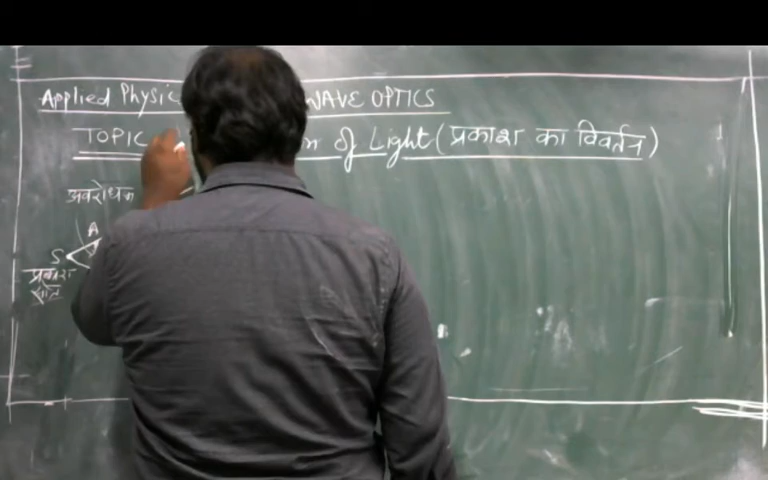 Applied Physic WAVE OPTICS
TOPIC n of Light (प्रकाश का विवर्तन)
अवरोधक
A
S
प्रकाश
स्रोत